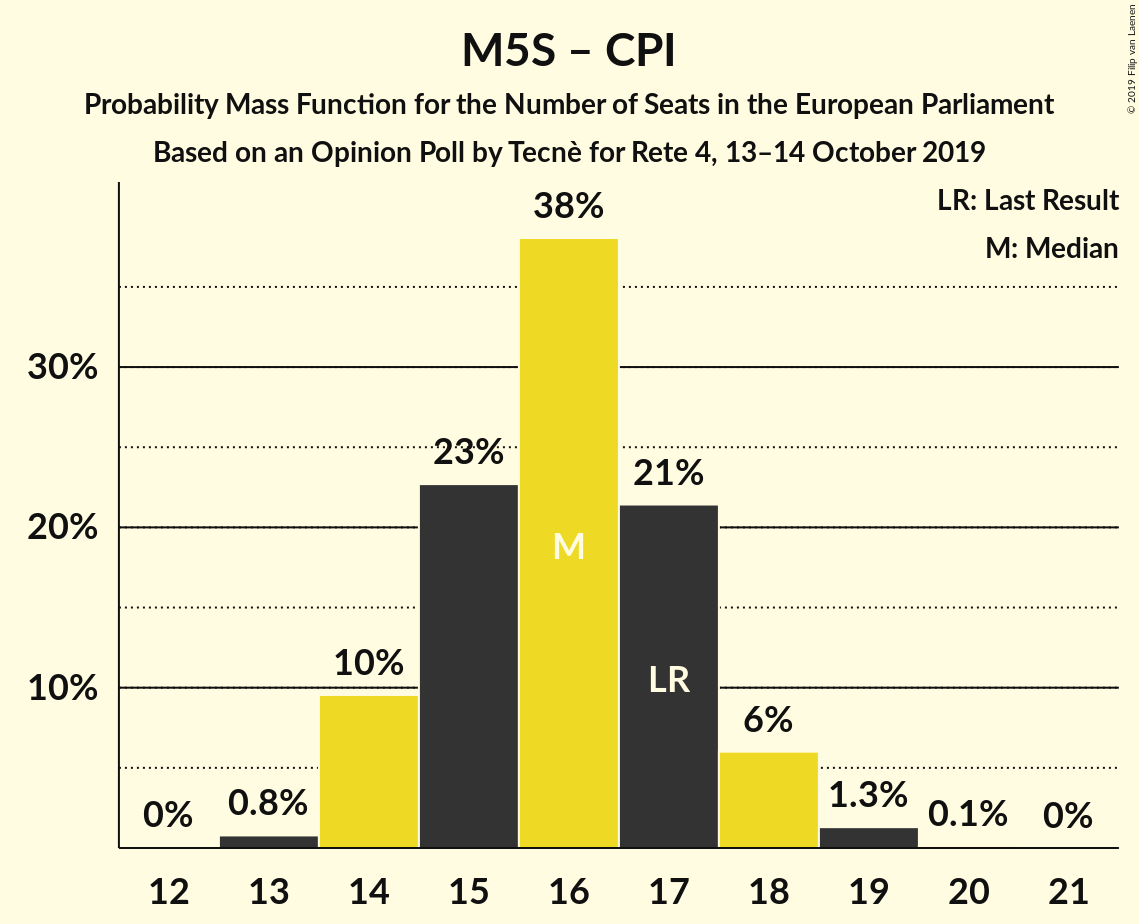 M5S – CPI
Probability Mass Function for the Number of Seats in the European Parliament
Based on an Opinion Poll by Tecnè for Rete 4, 13–14 October 2019
© 2019 Filip van Laenen
LR: Last Result
M: Median
38%
30%
23%
21%
20%
M
10%
10%
LR
6%
0%
0.8%
1.3%
0.1%
0%
12 13 14 15 16 17 18 19 20 21